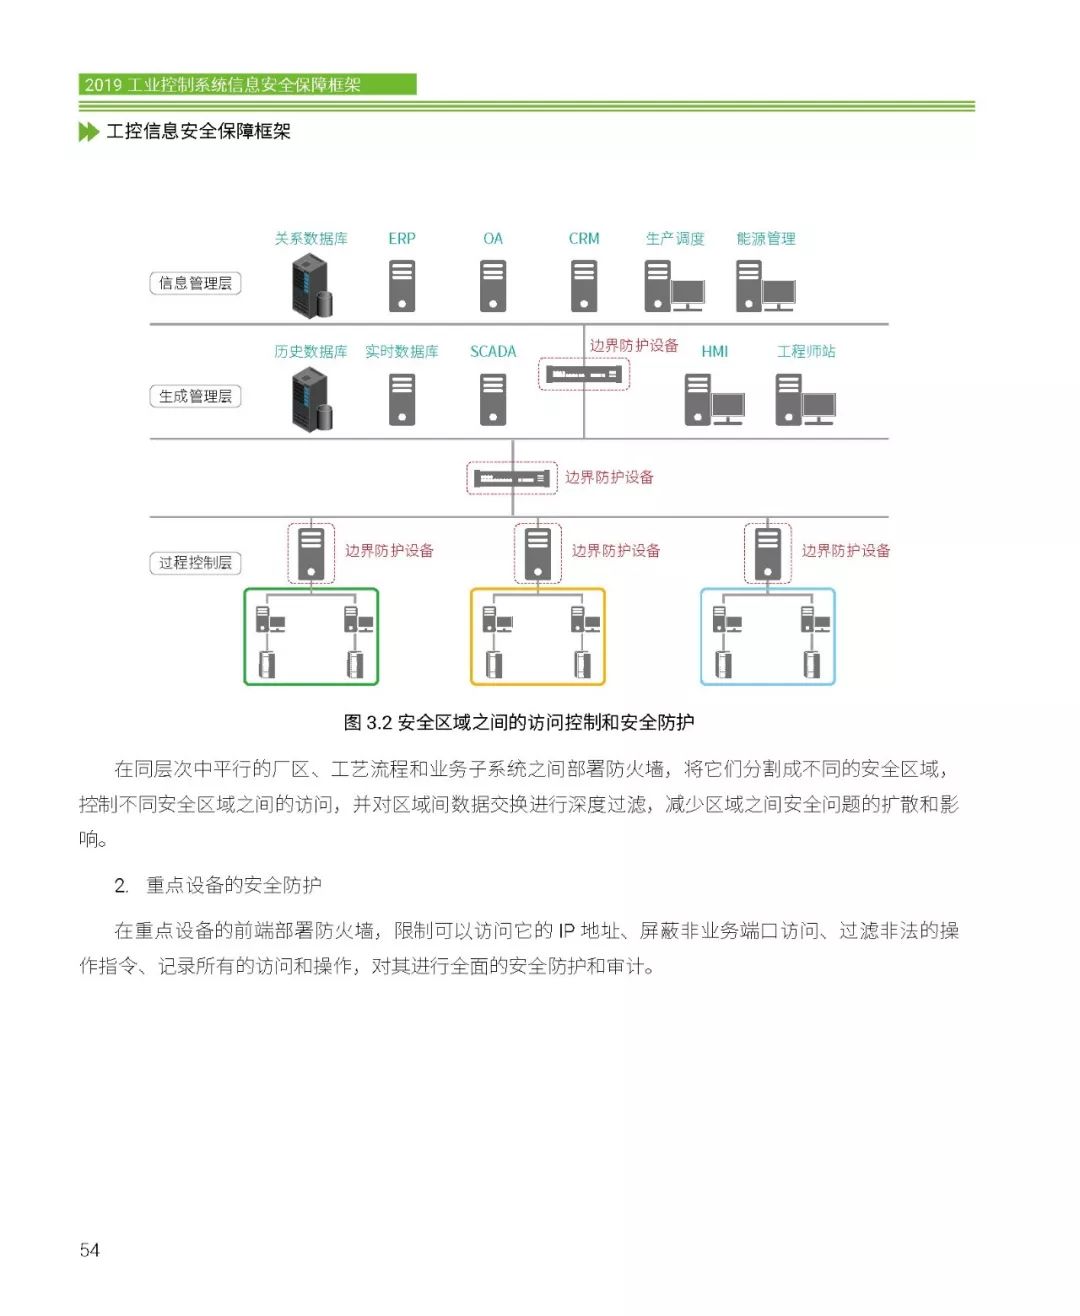 2019 工业控制系统信息安全保障框架
工控信息安全保障框架
关系数据库 ERP OA CRM 生产调度 能源管理
信息管理层
历史数据库 实时数据库 SCADA 边界防护设备 HMI 工程师站
生成管理层
边界防护设备
过程控制层 边界防护设备 边界防护设备 边界防护设备
图 3.2 安全区域之间的访问控制和安全防护
在同层次中平行的厂区、工艺流程和业务子系统之间部署防火墙，将它们分割成不同的安全区域，
控制不同安全区域之间的访问，并对区域间数据交换进行深度过滤，减少区域之间安全问题的扩散和影
响。
2. 重点设备的安全防护
在重点设备的前端部署防火墙，限制可以访问它的 IP 地址、屏蔽非业务端口访问、过滤非法的操
作指令、记录所有的访问和操作，对其进行全面的安全防护和审计。
54